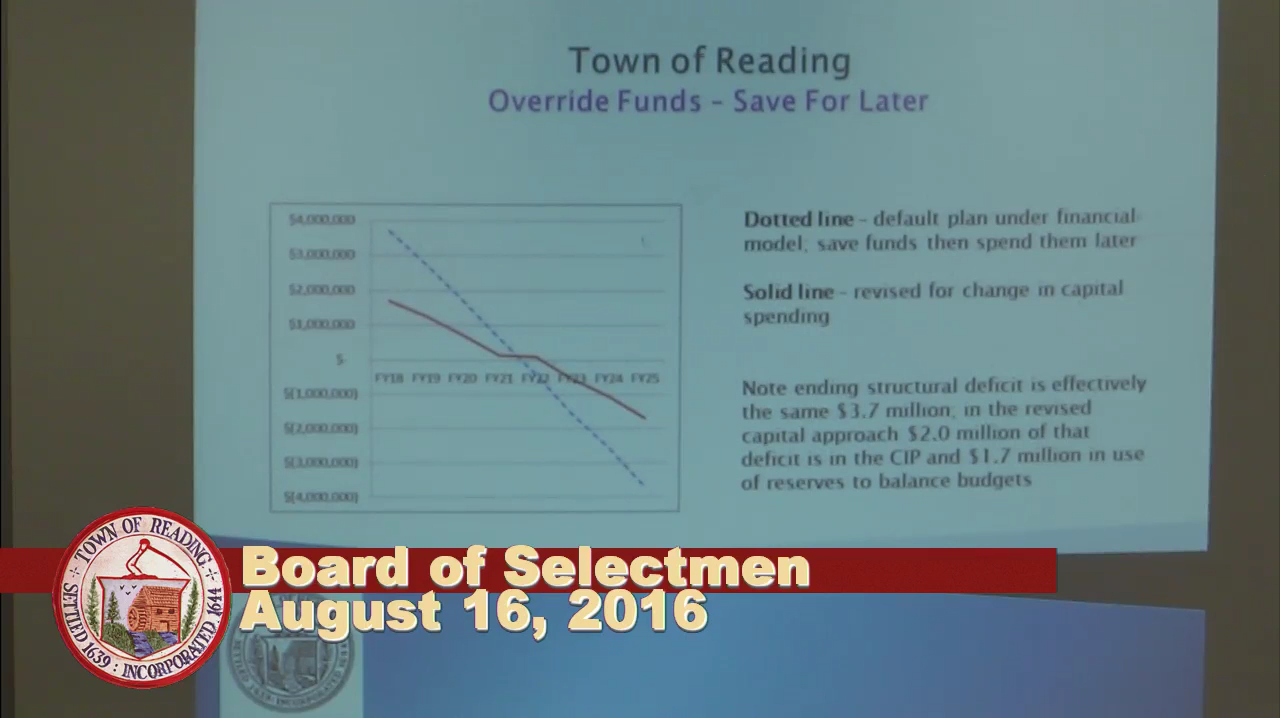 Town of Reading
Override Funds - Save For Later
$4,000,000
$3,000,000
$2,000,000
$1,000,000
$-
$(1,000,000)
$(2,000,000)
$(3,000,000)
$(4,000,000)
FY18 FY19 FY20 FY21 FY22 FY23 FY24 FY25
Dotted line - default plan under financial
model; save funds then spend them later
Solid line - revised for change in capital
spending
Note ending structural deficit is effectively
the same $3.7 million; in the revised
capital approach $2.0 million of that
deficit is in the CIP and $1.7 million in use
of reserves to balance budgets
TOWN OF READING
SETTLED 1639 : INCORPORATED 1644
Board of Selectmen
August 16, 2016